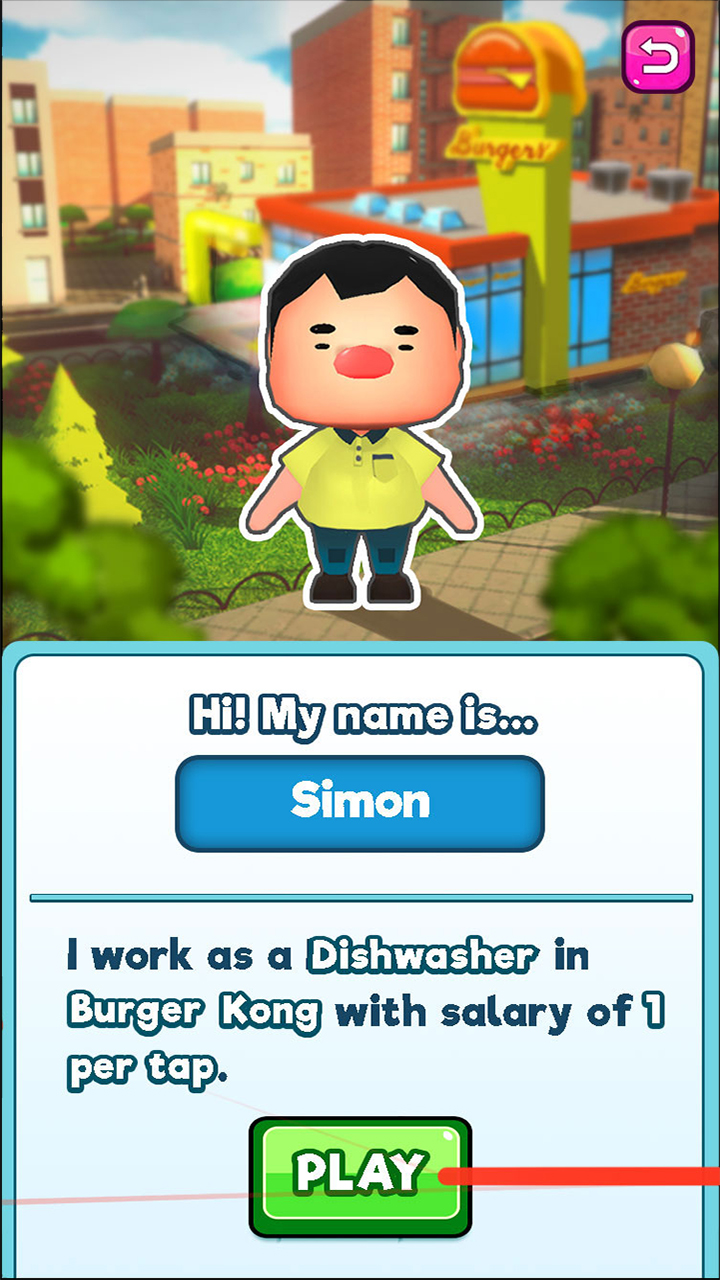 Burgers
Burgers
Hi! My name is...
Simon
I work as a Dishwasher in
Burger Kong with salary of 1
per tap.
PLAY